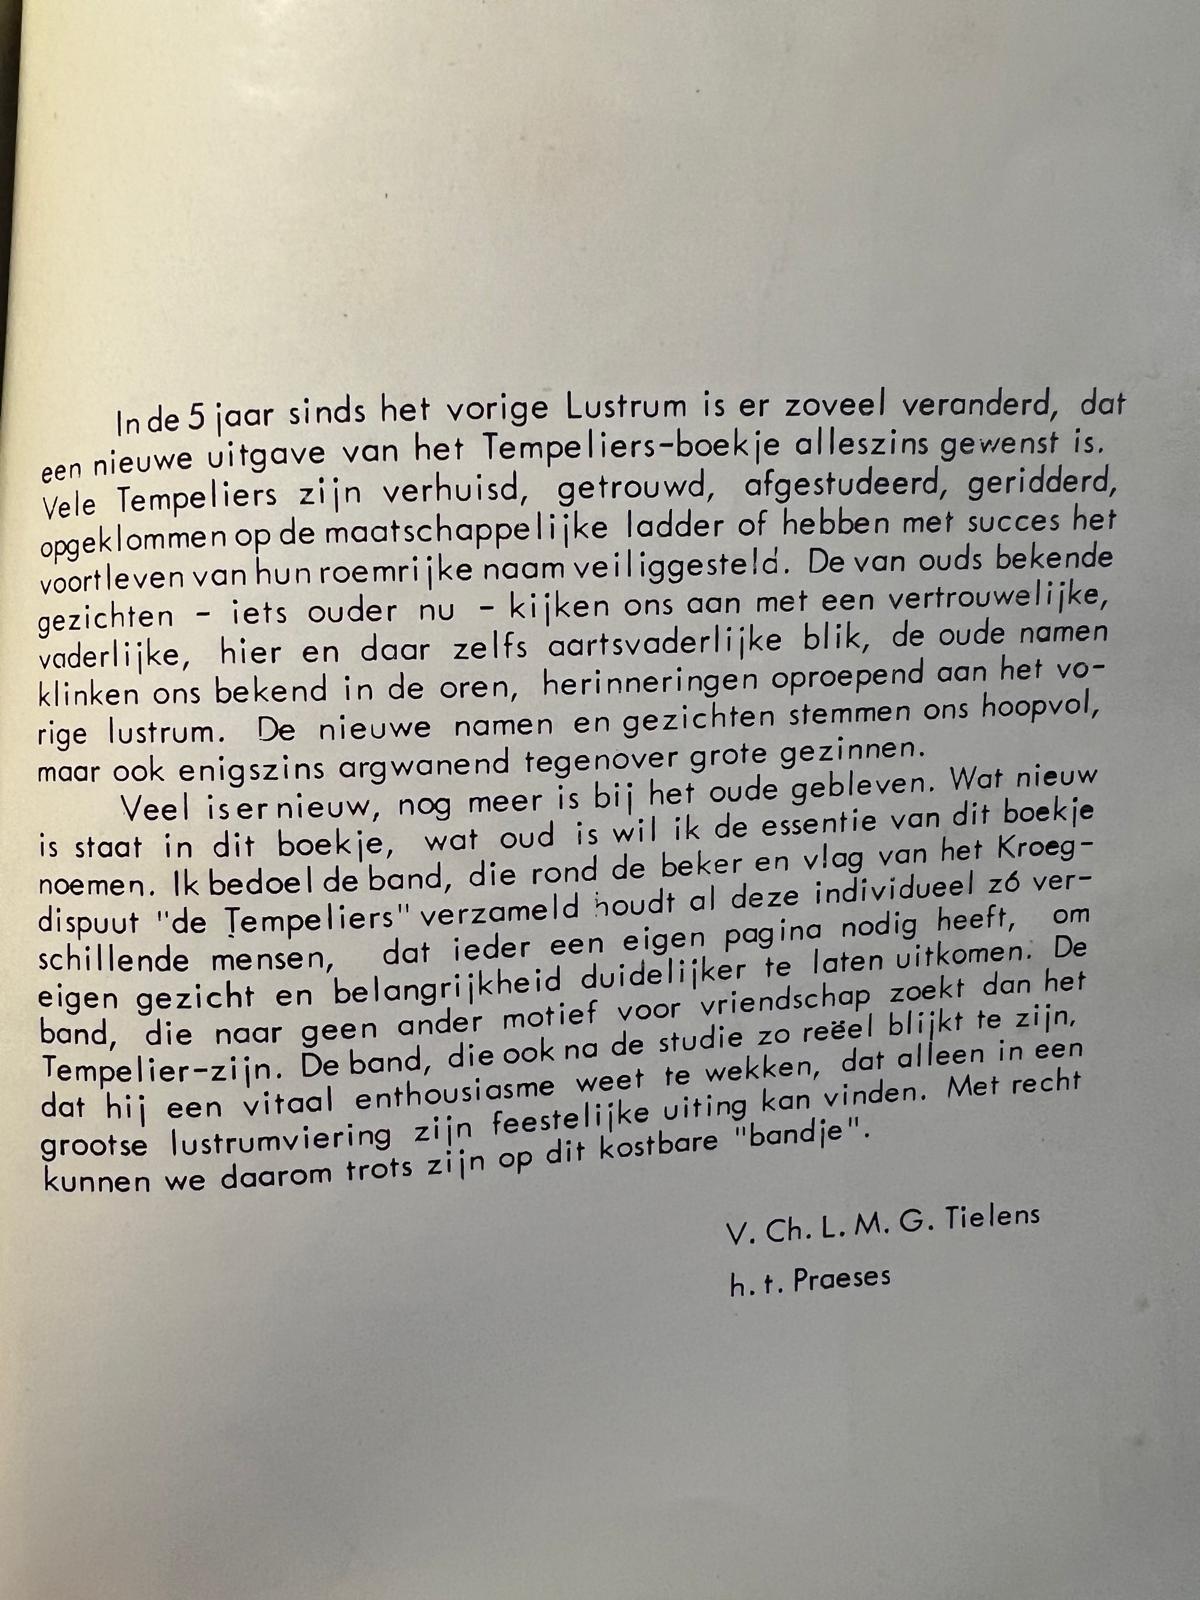 In de 5 jaar sinds het vorige Lustrum is er zoveel veranderd, dat
een nieuwe uitgave van het Tempeliers-boekje alleszins gewenst is.
Vele Tempeliers zijn verhuisd, getrouwd, afgestudeerd, geridderd,
opgeklommen op de maatschappelijke ladder of hebben met succes het
voortleven van hun roemrijke naam veiliggesteld. De van ouds bekende
gezichten - iets ouder nu - kijken ons aan met een vertrouwelijke,
vaderlijke, hier en daar zelfs aartsvaderlijke blik, de oude namen
klinken ons bekend in de oren, herinneringen oproepend aan het vo-
rige lustrum. De nieuwe namen en gezichten stemmen ons hoopvol,
maar ook enigszins argwanend tegenover grote gezinnen.
Veel is er nieuw, nog meer is bij het oude gebleven. Wat nieuw
is staat in dit boekje, wat oud is wil ik de essentie van dit boekje
noemen. Ik bedoel de band, die rond de beker en vlag van het Kroeg-
dispuut "de Tempeliers" verzameld houdt al deze individueel zó ver-
schillende mensen, dat ieder een eigen pagina nodig heeft, om
eigen gezicht en belangrijkheid duidelijker te laten uitkomen. De
band, die naar geen ander motief voor vriendschap zoekt dan het
Tempelier-zijn. De band, die ook na de studie zo reëel blijkt te zijn,
dat hij een vitaal enthousiasme weet te wekken, dat alleen in een
grootse lustrumviering zijn feestelijke uiting kan vinden. Met recht
kunnen we daarom trots zijn op dit kostbare "bandje".
V. Ch. L. M. G. Tielens
h. t. Praeses